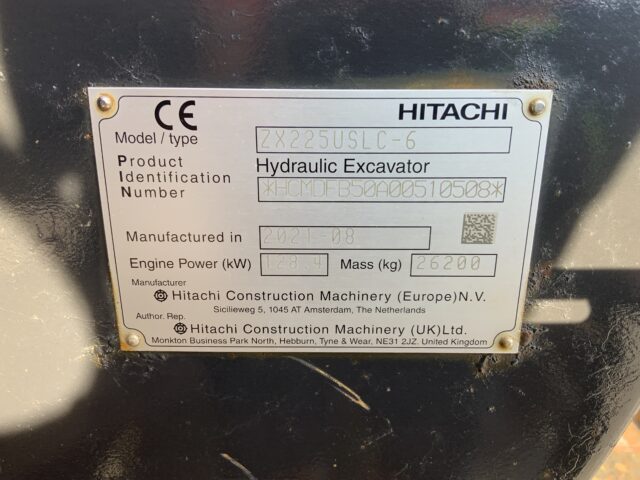 CE HITACHI
Model / type ZX225USLC-6
Product Hydraulic Excavator
Identification
Number *HCMDFB50A00510508*
Manufactured in 2021-08
Engine Power (kW) 128.4 Mass (kg) 26200
Manufacturer
Hitachi Construction Machinery (Europe)N.V.
Sicilieweg 5, 1045 AT Amsterdam, The Netherlands
Author. Rep.
Hitachi Construction Machinery (UK)Ltd.
Monkton Business Park North, Hebburn, Tyne & Wear, NE31 2JZ. United Kingdom